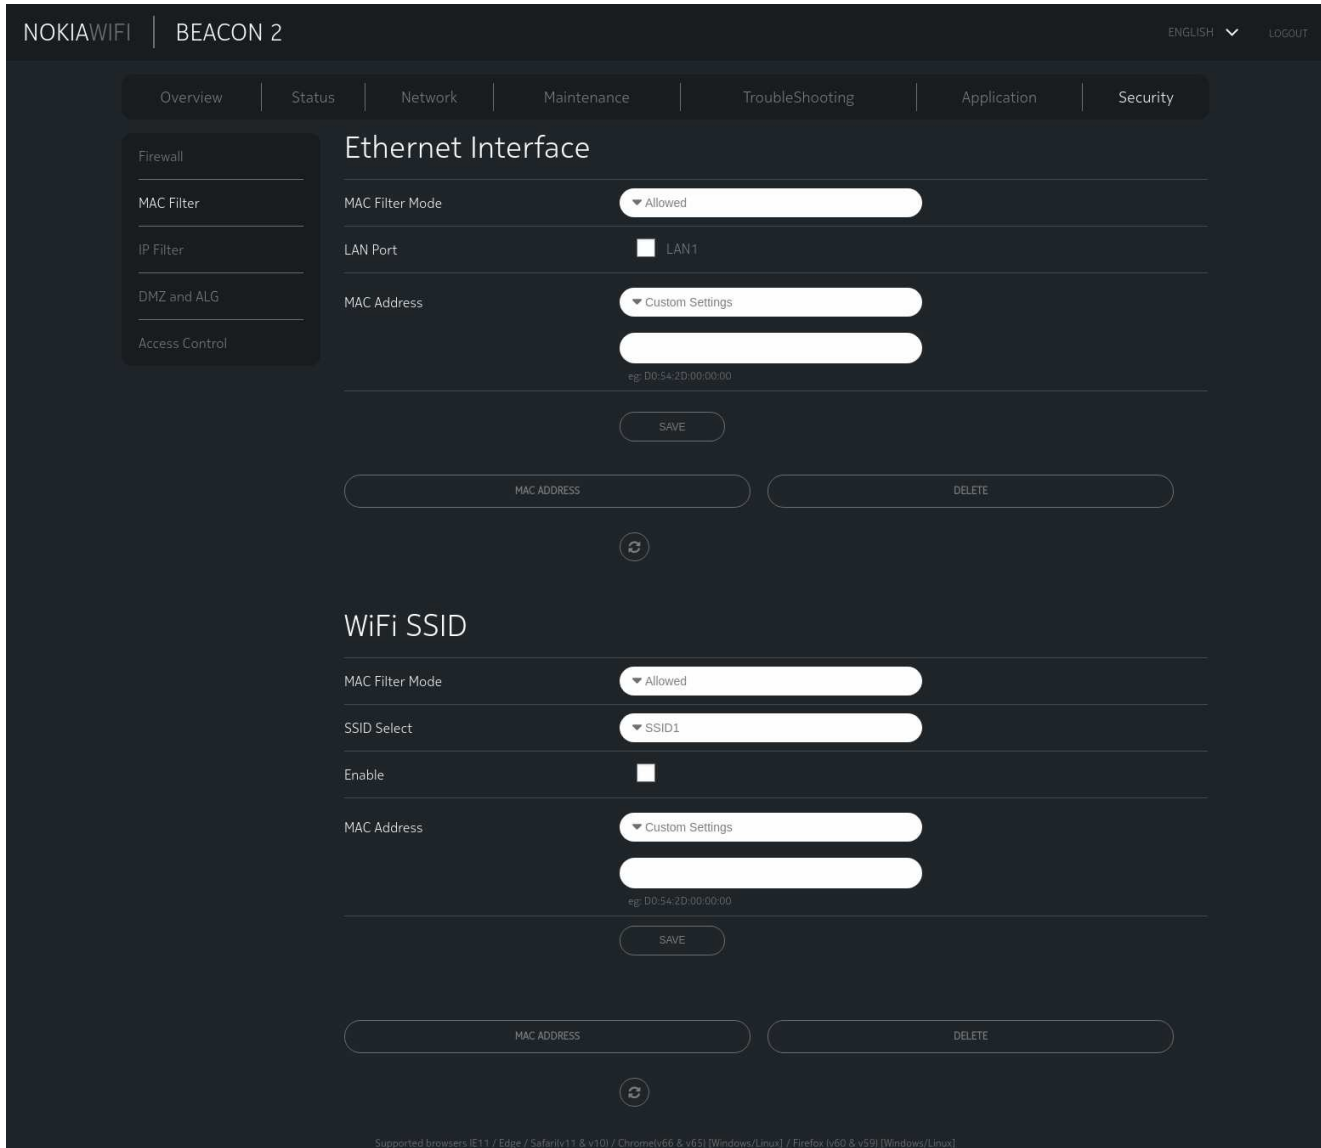 NOKIAWIFI BEACON 2 ENGLISH LOGOUT
Overview Status Network Maintenance TroubleShooting Application Security
Firewall
MAC Filter
IP Filter
DMZ and ALG
Access Control
Ethernet Interface
MAC Filter Mode Allowed
LAN Port LAN1
MAC Address Custom Settings
eg: D0:54:2D:00:00:00
SAVE
MAC ADDRESS DELETE
WiFi SSID
MAC Filter Mode Allowed
SSID Select SSID1
Enable
MAC Address Custom Settings
eg: D0:54:2D:00:00:00
SAVE
MAC ADDRESS DELETE
Supported browsers IE11 / Edge / Safari(v11 & v10) / Chrome(v66 & v65) [Windows/Linux] / Firefox (v60 & v59) [Windows/Linux]